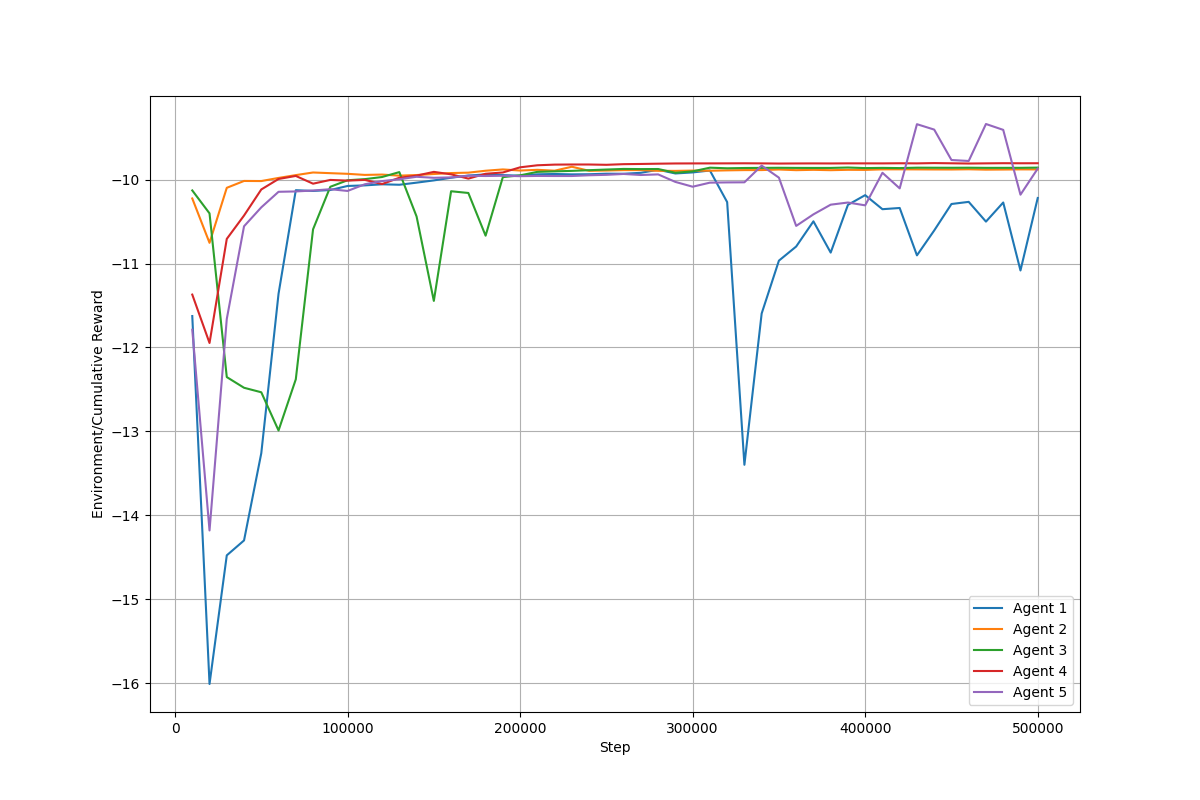 Environment/Cumulative Reward
−10
−11
−12
−13
−14
−15
−16
0
100000
200000
300000
400000
500000
Step
Agent 1
Agent 2
Agent 3
Agent 4
Agent 5